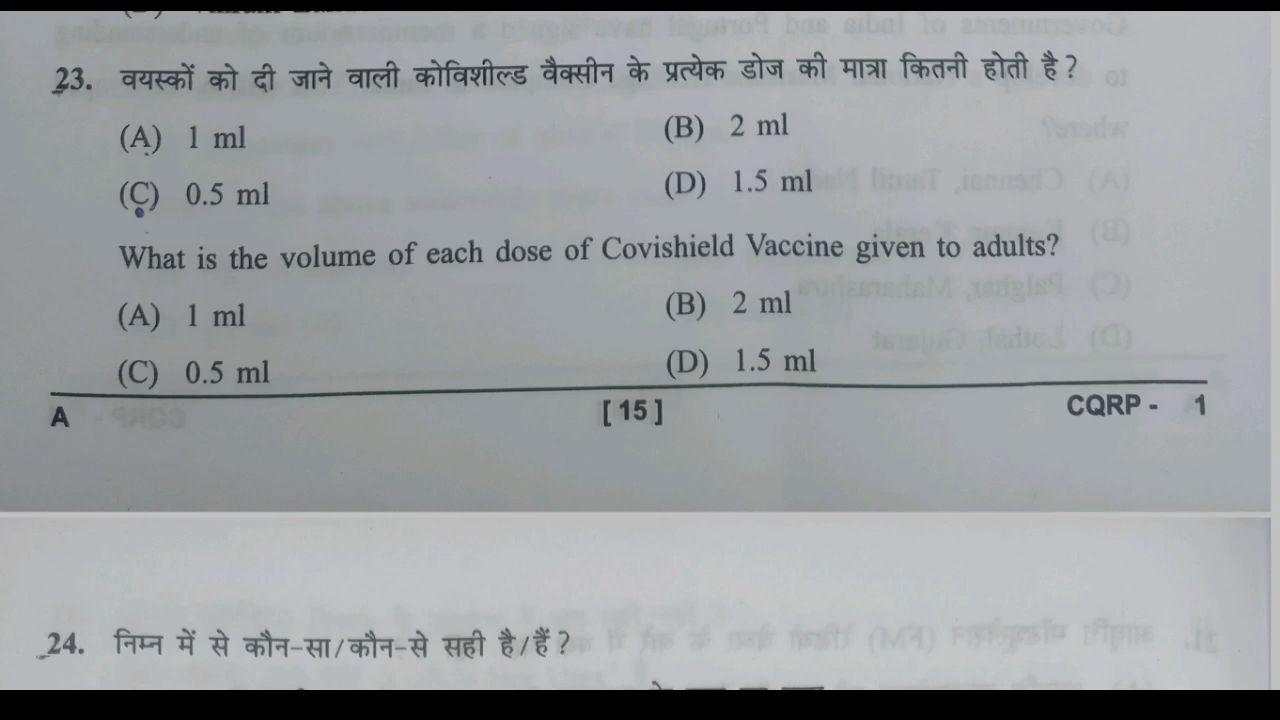 23. वयस्कों को दी जाने वाली कोविशील्ड वैक्सीन के प्रत्येक डोज की मात्रा कितनी होती है ?
(A) 1 ml (B) 2 ml
(C) 0.5 ml (D) 1.5 ml
What is the volume of each dose of Covishield Vaccine given to adults?
(A) 1 ml (B) 2 ml
(C) 0.5 ml (D) 1.5 ml
A [ 15 ] CQRP - 1
24. निम्न में से कौन-सा/कौन-से सही है/हैं ?